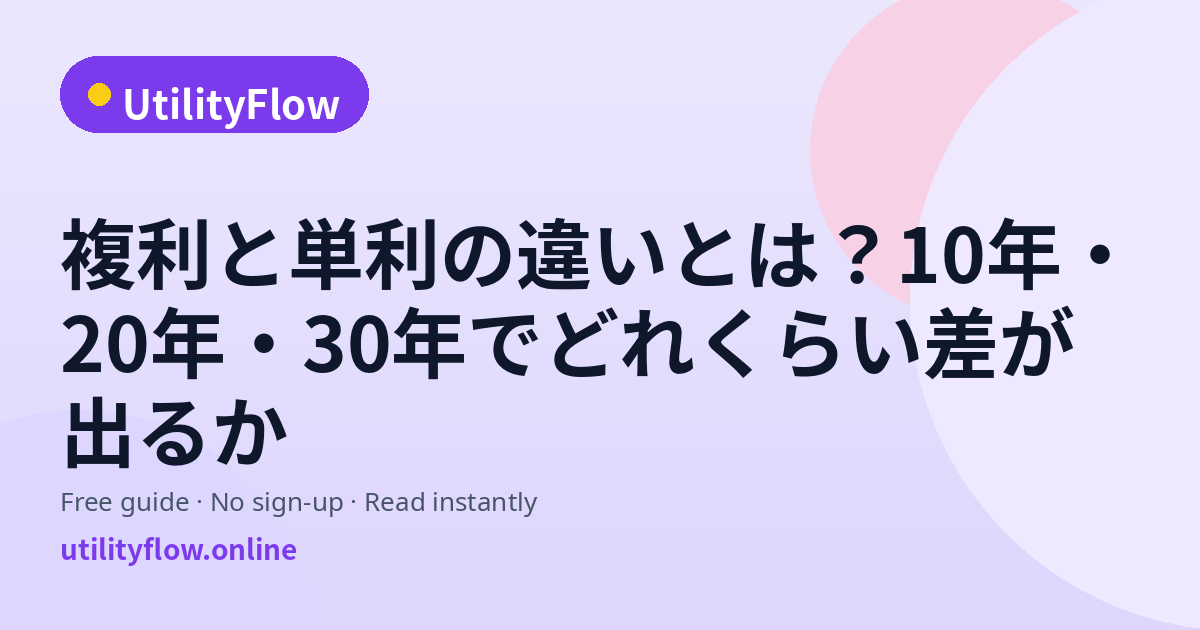 UtilityFlow
複利と単利の違いとは？10年・
20年・30年でどれくらい差が
出るか
Free guide · No sign-up · Read instantly
utilityflow.online